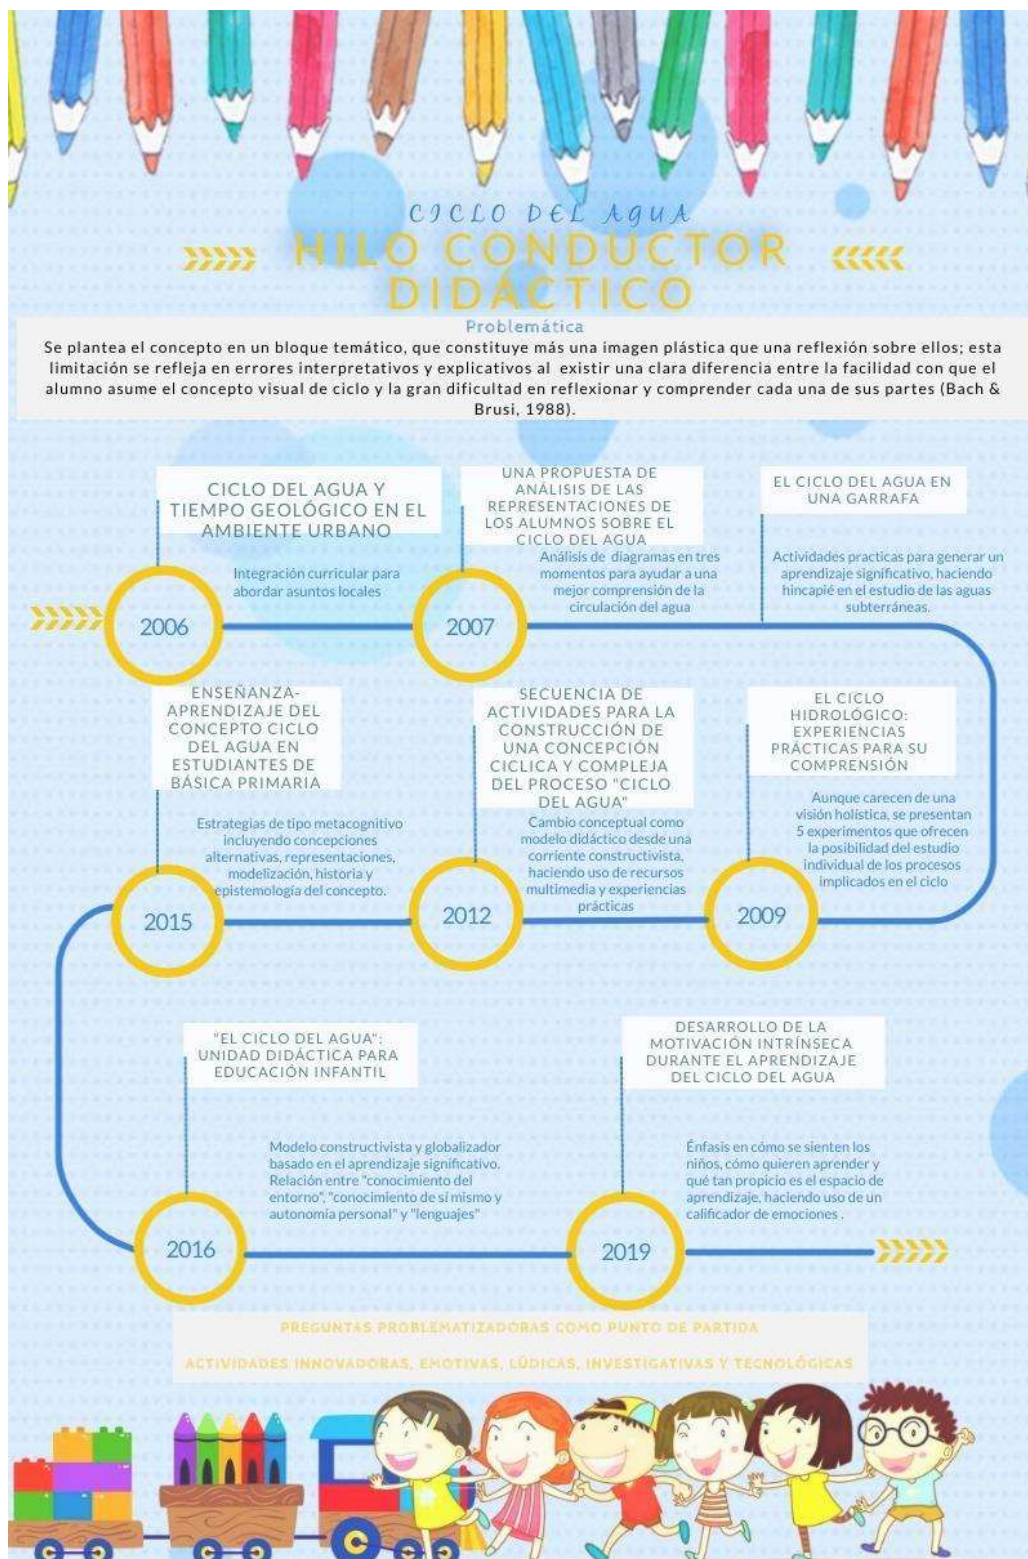 CICLO DEL AGUA
HILO CONDUCTOR
DIDÁCTICO
Problemática
Se plantea el concepto en un bloque temático, que constituye más una imagen plástica que una reflexión sobre ellos; esta
limitación se refleja en errores interpretativos y explicativos al existir una clara diferencia entre la facilidad con que el
alumno asume el concepto visual de ciclo y la gran dificultad en reflexionar y comprender cada una de sus partes (Bach &
Brusi, 1988).
CICLO DEL AGUA Y
TIEMPO GEOLÓGICO EN EL
AMBIENTE URBANO
Integración curricular para
abordar asuntos locales
2006
UNA PROPUESTA DE
ANÁLISIS DE LAS
REPRESENTACIONES DE
LOS ALUMNOS SOBRE EL
CICLO DEL AGUA
Análisis de diagramas en tres
momentos para ayudar a una
mejor comprensión de la
circulación del agua
2007
EL CICLO DEL AGUA EN
UNA GARRAFA
Actividades practicas para generar un
aprendizaje significativo, haciendo
hincapié en el estudio de las aguas
subterráneas.
EL CICLO
HIDROLÓGICO:
EXPERIENCIAS
PRÁCTICAS PARA SU
COMPRENSIÓN
Aunque carecen de una
visión holística, se presentan
5 experimentos que ofrecen
la posibilidad del estudio
individual de los procesos
implicados en el ciclo
2009
SECUENCIA DE
ACTIVIDADES PARA LA
CONSTRUCCIÓN DE
UNA CONCEPCIÓN
CICLICA Y COMPLEJA
DEL PROCESO "CICLO
DEL AGUA"
Cambio conceptual como
modelo didáctico desde una
corriente constructivista,
haciendo uso de recursos
multimedia y experiencias
prácticas
2012
ENSEÑANZA-
APRENDIZAJE DEL
CONCEPTO CICLO
DEL AGUA EN
ESTUDIANTES DE
BÁSICA PRIMARIA
Estrategias de tipo metacognitivo
incluyendo concepciones
alternativas, representaciones,
modelización, historia y
epistemología del concepto.
2015
"EL CICLO DEL AGUA":
UNIDAD DIDÁCTICA PARA
EDUCACIÓN INFANTIL
Modelo constructivista y globalizador
basado en el aprendizaje significativo.
Relación entre "conocimiento del
entorno", "conocimiento de sí mismo y
autonomía personal" y "lenguajes"
2016
DESARROLLO DE LA
MOTIVACIÓN INTRÍNSECA
DURANTE EL APRENDIZAJE
DEL CICLO DEL AGUA
Énfasis en cómo se sienten los
niños, cómo quieren aprender y
qué tan propicio es el espacio de
aprendizaje, haciendo uso de un
calificador de emociones .
2019
PREGUNTAS PROBLEMATIZADORAS COMO PUNTO DE PARTIDA
ACTIVIDADES INNOVADORAS, EMOTIVAS, LÚDICAS, INVESTIGATIVAS Y TECNOLÓGICAS